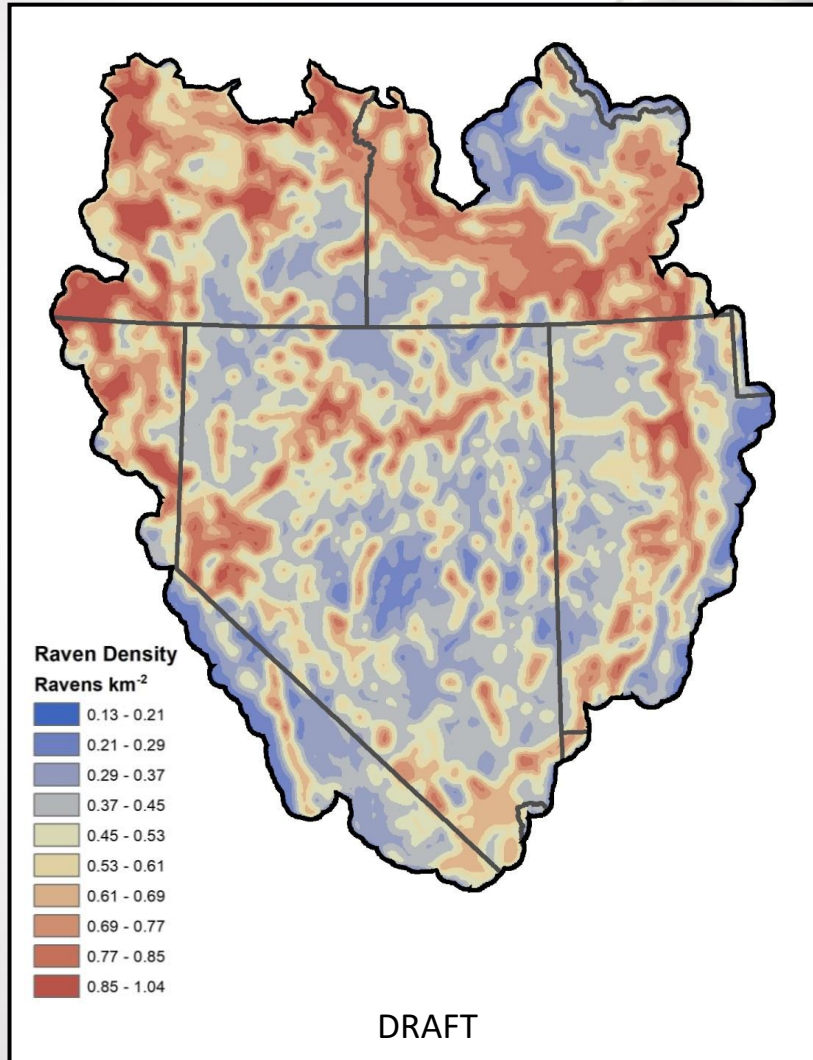 Raven Density
Ravens km⁻²
0.13 - 0.21
0.21 - 0.29
0.29 - 0.37
0.37 - 0.45
0.45 - 0.53
0.53 - 0.61
0.61 - 0.69
0.69 - 0.77
0.77 - 0.85
0.85 - 1.04
DRAFT